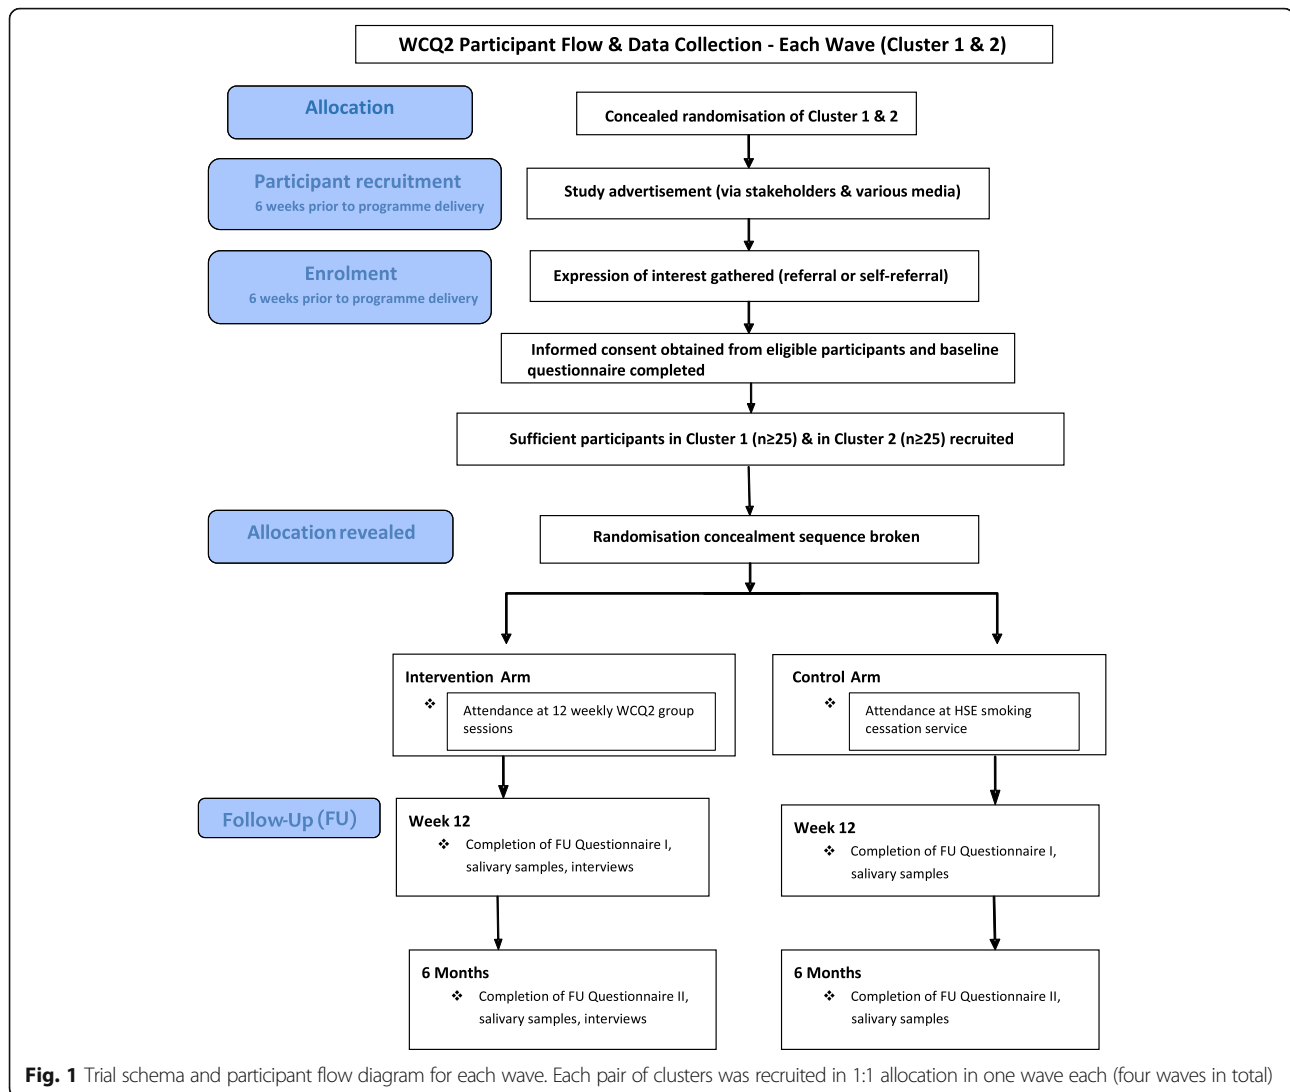 WCQ2 Participant Flow & Data Collection - Each Wave (Cluster 1 & 2)
Allocation
Concealed randomisation of Cluster 1 & 2
Participant recruitment
6 weeks prior to programme delivery
Study advertisement (via stakeholders & various media)
Enrolment
6 weeks prior to programme delivery
Expression of interest gathered (referral or self-referral)
Informed consent obtained from eligible participants and baseline
questionnaire completed
Sufficient participants in Cluster 1 (n≥25) & in Cluster 2 (n≥25) recruited
Allocation revealed
Randomisation concealment sequence broken
Intervention Arm
❖ Attendance at 12 weekly WCQ2 group
sessions
Control Arm
❖ Attendance at HSE smoking
cessation service
Follow-Up (FU)
Week 12
❖ Completion of FU Questionnaire I,
salivary samples, interviews
Week 12
❖ Completion of FU Questionnaire I,
salivary samples
6 Months
❖ Completion of FU Questionnaire II,
salivary samples, interviews
6 Months
❖ Completion of FU Questionnaire II,
salivary samples
Fig. 1 Trial schema and participant flow diagram for each wave. Each pair of clusters was recruited in 1:1 allocation in one wave each (four waves in total)